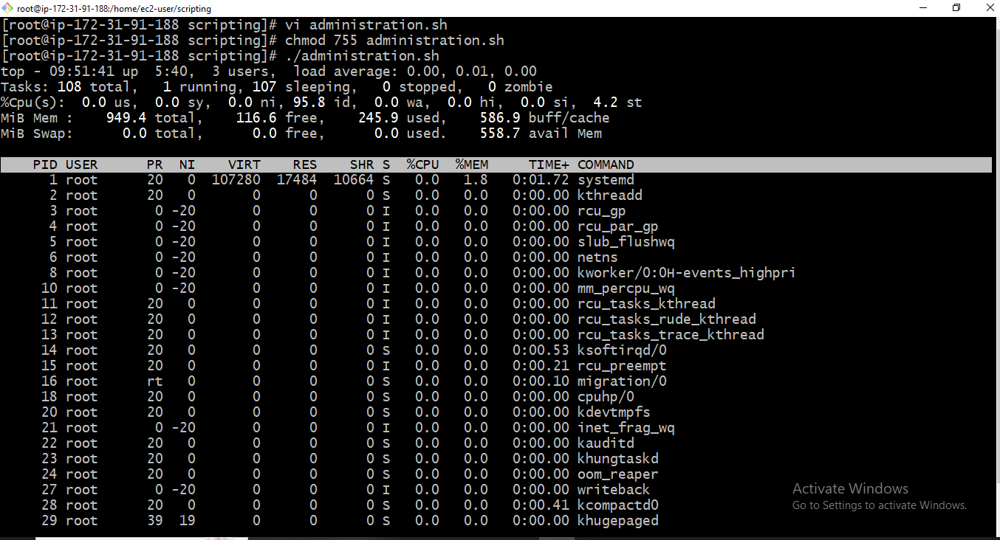 root@ip-172-31-91-188:/home/ec2-user/scripting
[root@ip-172-31-91-188 scripting]# vi administration.sh
[root@ip-172-31-91-188 scripting]# chmod 755 administration.sh
[root@ip-172-31-91-188 scripting]# ./administration.sh
top - 09:51:41 up  5:40,  3 users,  load average: 0.00, 0.01, 0.00
Tasks: 108 total,   1 running, 107 sleeping,   0 stopped,   0 zombie
%Cpu(s):  0.0 us,  0.0 sy,  0.0 ni, 95.8 id,  0.0 wa,  0.0 hi,  0.0 si,  4.2 st
MiB Mem :    949.4 total,    116.6 free,    245.9 used,    586.9 buff/cache
MiB Swap:      0.0 total,      0.0 free,      0.0 used.    558.7 avail Mem
PID USER      PR  NI    VIRT    RES    SHR S  %CPU  %MEM     TIME+ COMMAND
1 root      20   0  107280  17484  10664 S   0.0   1.8   0:01.72 systemd
2 root      20   0       0      0      0 S   0.0   0.0   0:00.00 kthreadd
3 root       0 -20       0      0      0 I   0.0   0.0   0:00.00 rcu_gp
4 root       0 -20       0      0      0 I   0.0   0.0   0:00.00 rcu_par_gp
5 root       0 -20       0      0      0 I   0.0   0.0   0:00.00 slub_flushwq
6 root       0 -20       0      0      0 I   0.0   0.0   0:00.00 netns
8 root       0 -20       0      0      0 I   0.0   0.0   0:00.00 kworker/0:0H-events_highpri
10 root       0 -20       0      0      0 I   0.0   0.0   0:00.00 mm_percpu_wq
11 root      20   0       0      0      0 I   0.0   0.0   0:00.00 rcu_tasks_kthread
12 root      20   0       0      0      0 I   0.0   0.0   0:00.00 rcu_tasks_rude_kthread
13 root      20   0       0      0      0 I   0.0   0.0   0:00.00 rcu_tasks_trace_kthread
14 root      20   0       0      0      0 S   0.0   0.0   0:00.53 ksoftirqd/0
15 root      20   0       0      0      0 I   0.0   0.0   0:00.21 rcu_preempt
16 root      rt   0       0      0      0 S   0.0   0.0   0:00.10 migration/0
18 root      20   0       0      0      0 S   0.0   0.0   0:00.00 cpuhp/0
20 root      20   0       0      0      0 S   0.0   0.0   0:00.00 kdevtmpfs
21 root       0 -20       0      0      0 I   0.0   0.0   0:00.00 inet_frag_wq
22 root      20   0       0      0      0 S   0.0   0.0   0:00.00 kauditd
23 root      20   0       0      0      0 S   0.0   0.0   0:00.00 khungtaskd
24 root      20   0       0      0      0 S   0.0   0.0   0:00.00 oom_reaper
27 root       0 -20       0      0      0 I   0.0   0.0   0:00.00 writeback
28 root      20   0       0      0      0 S   0.0   0.0   0:00.41 kcompactd0
29 root      39  19       0      0      0 S   0.0   0.0   0:00.00 khugepaged
Activate Windows
Go to Settings to activate Windows.